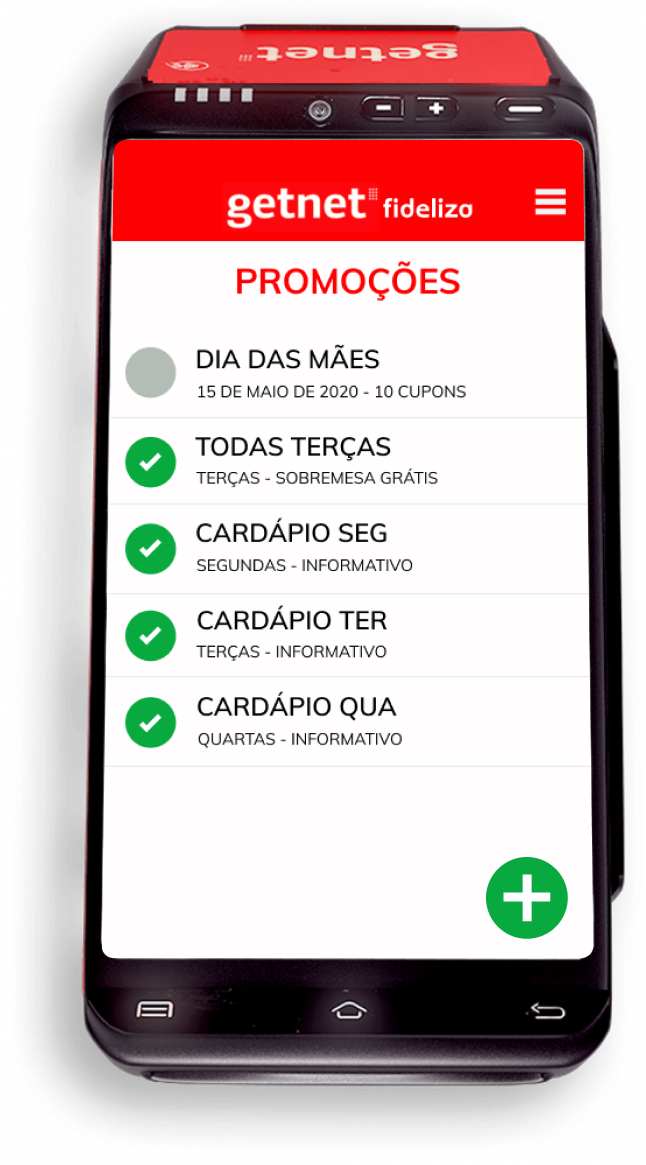 getnet
getnet fideliza
PROMOÇÕES
DIA DAS MÃES
15 DE MAIO DE 2020 - 10 CUPONS
TODAS TERÇAS
TERÇAS - SOBREMESA GRÁTIS
CARDÁPIO SEG
SEGUNDAS - INFORMATIVO
CARDÁPIO TER
TERÇAS - INFORMATIVO
CARDÁPIO QUA
QUARTAS - INFORMATIVO